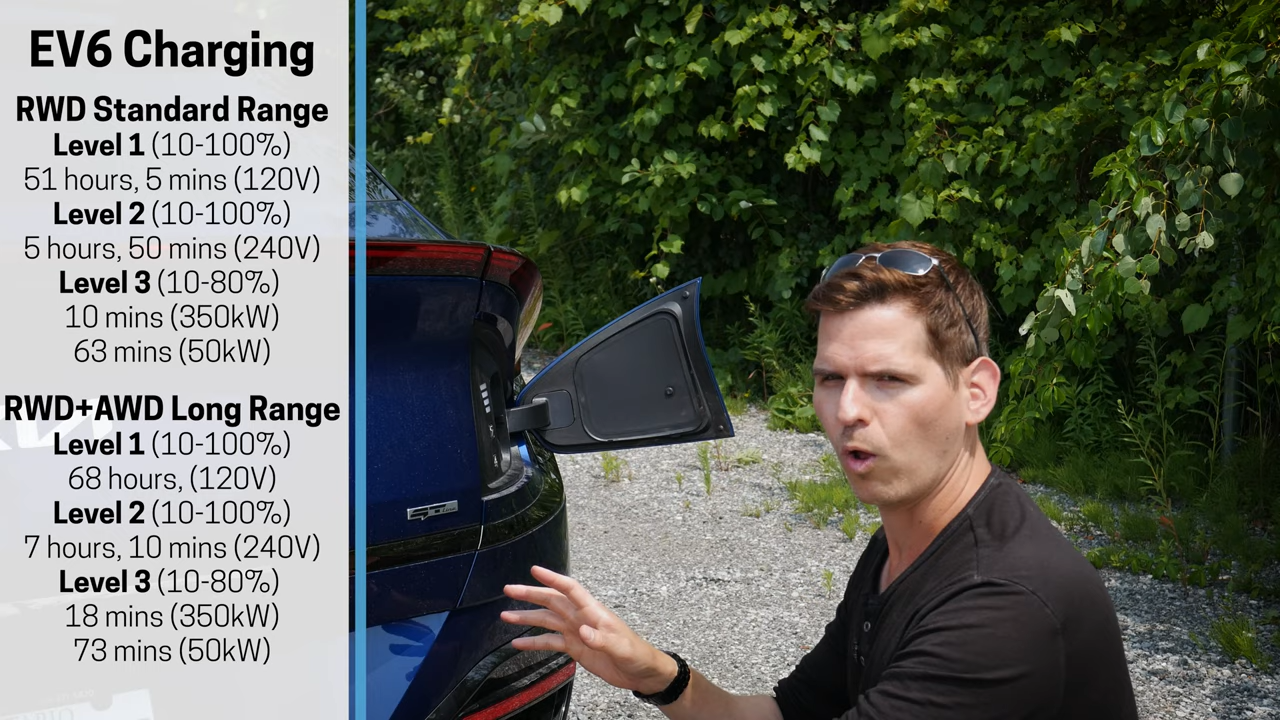 EV6 Charging
RWD Standard Range
Level 1 (10-100%)
51 hours, 5 mins (120V)
Level 2 (10-100%)
5 hours, 50 mins (240V)
Level 3 (10-80%)
10 mins (350kW)
63 mins (50kW)
RWD+AWD Long Range
Level 1 (10-100%)
68 hours, (120V)
Level 2 (10-100%)
7 hours, 10 mins (240V)
Level 3 (10-80%)
18 mins (350kW)
73 mins (50kW)